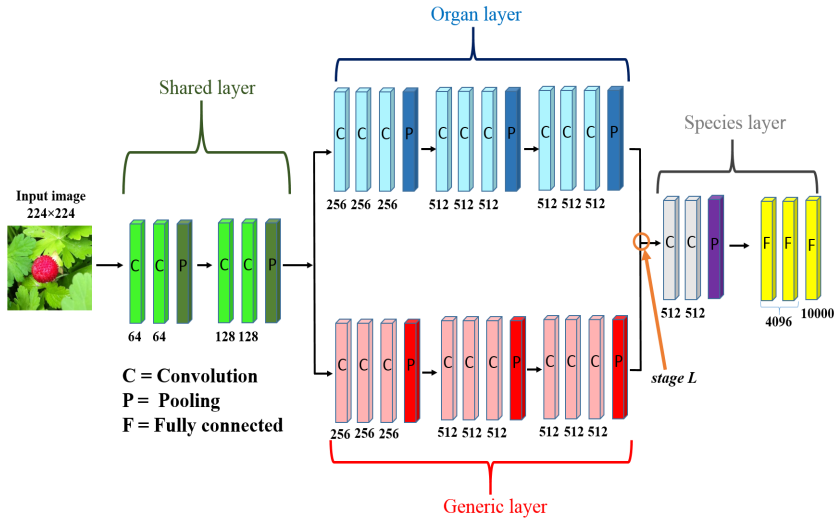 Organ layer
Shared layer
Species layer
Input image
224×224
C C C P C C C P C C C P
256 256 256 512 512 512 512 512 512
C C P C C P
64 64 128 128
C C P F F F
512 512 4096 10000
stage L
C = Convolution
P = Pooling
F = Fully connected
C C C P C C C P C C C P
256 256 256 512 512 512 512 512 512
Generic layer